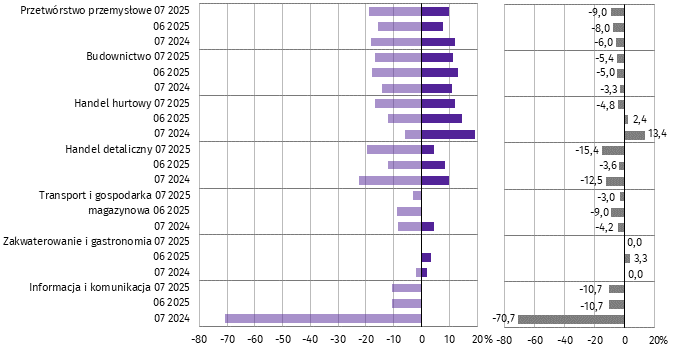 Przetwórstwo przemysłowe 07 2025 -9,0
06 2025 -8,0
07 2024 -6,0
Budownictwo 07 2025 -5,4
06 2025 -5,0
07 2024 -3,3
Handel hurtowy 07 2025 -4,8
06 2025 2,4
07 2024 13,4
Handel detaliczny 07 2025 -15,4
06 2025 -3,6
07 2024 -12,5
Transport i gospodarka 07 2025 -3,0
magazynowa 06 2025 -9,0
07 2024 -4,2
Zakwaterowanie i gastronomia 07 2025 0,0
06 2025 3,3
07 2024 0,0
Informacja i komunikacja 07 2025 -10,7
06 2025 -10,7
07 2024 -70,7
-80 -70 -60 -50 -40 -30 -20 -10 0 10 20% -80 -60 -40 -20 0 20%